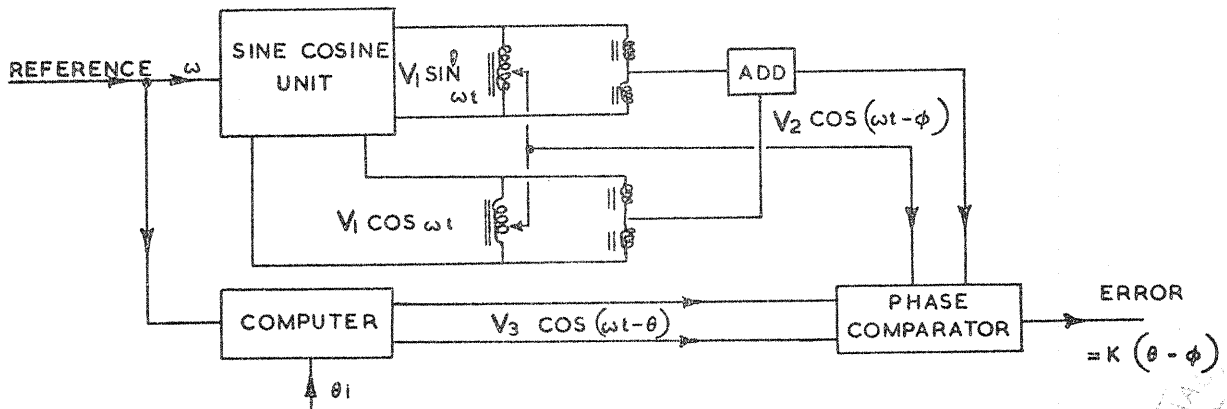 REFERENCE
ω
SINE COSINE
UNIT
V1 SIN
ωt
ADD
V2 COS (ωt-ϕ)
V1 COS ωt
COMPUTER
V3 COS (ωt-θ)
PHASE
COMPARATOR
ERROR
= K (θ - ϕ)
θi